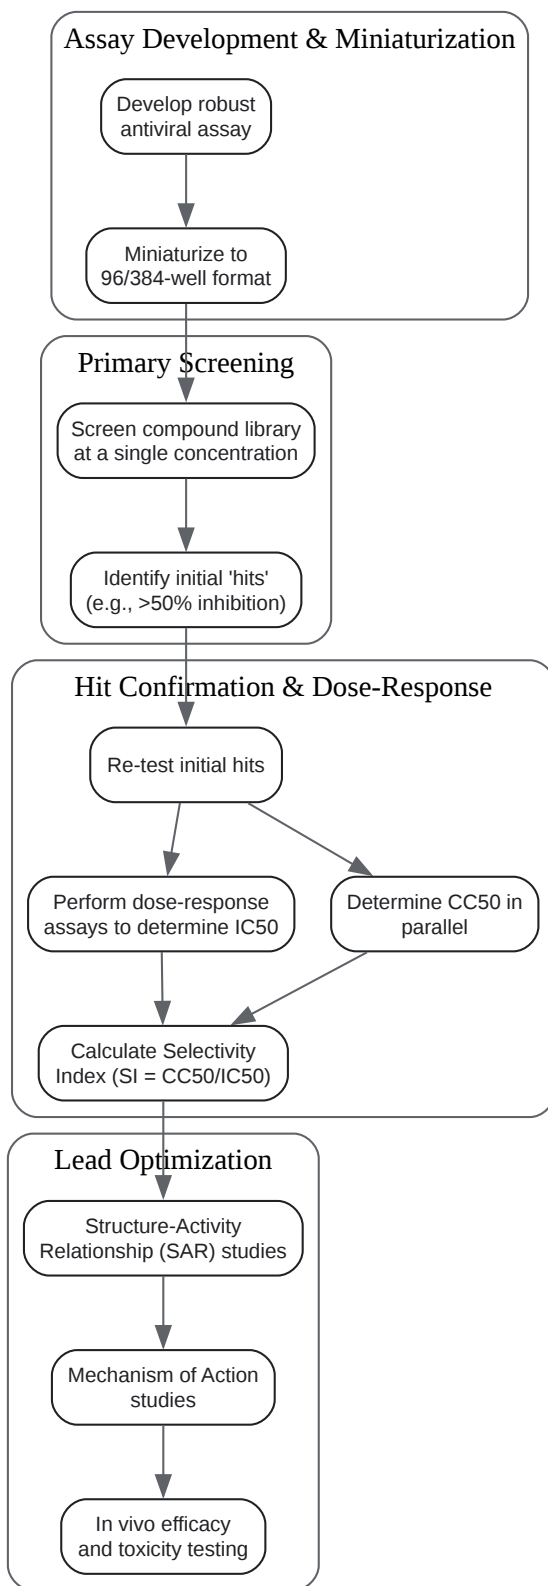 Assay Development & Miniaturization
Develop robust
antiviral assay
Miniaturize to
96/384-well format
Primary Screening
Screen compound library
at a single concentration
Identify initial 'hits'
(e.g., >50% inhibition)
Hit Confirmation & Dose-Response
Re-test initial hits
Perform dose-response
assays to determine IC50
Determine CC50 in
parallel
Calculate Selectivity
Index (SI = CC50/IC50)
Lead Optimization
Structure-Activity
Relationship (SAR) studies
Mechanism of Action
studies
In vivo efficacy
and toxicity testing